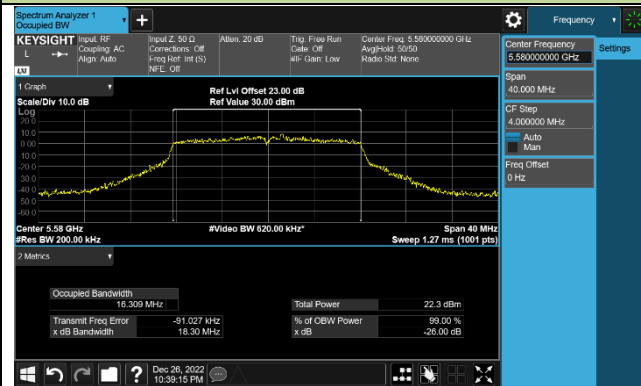 Spectrum Analyzer 1
Occupied BW
+
Frequency
KEYSIGHT
L
LXI
Input: RF
Coupling: AC
Align: Auto
Input Z: 50 Ω
Corrections: Off
Freq Ref: Int (S)
NFE: Off
Atten: 20 dB
Trig: Free Run
Gate: Off
#IF Gain: Low
Center Freq: 5.580000000 GHz
Avg|Hold: 50/50
Radio Std: None
Center Frequency
5.580000000 GHz
Settings
Span
40.000 MHz
CF Step
4.000000 MHz
Auto
Man
Freq Offset
0 Hz
1 Graph
Scale/Div 10.0 dB
Ref Lvl Offset 23.00 dB
Ref Value 30.00 dBm
Log
20.0
10.0
0.00
-10.0
-20.0
-30.0
-40.0
-50.0
-60.0
Center 5.58 GHz
#Res BW 200.00 kHz
#Video BW 620.00 kHz*
Span 40 MHz
Sweep 1.27 ms (1001 pts)
2 Metrics
Occupied Bandwidth
16.309 MHz
Total Power 22.3 dBm
Transmit Freq Error -91.027 kHz
% of OBW Power 99.00 %
x dB Bandwidth 18.30 MHz
x dB -26.00 dB
?
Dec 26, 2022
10:39:15 PM